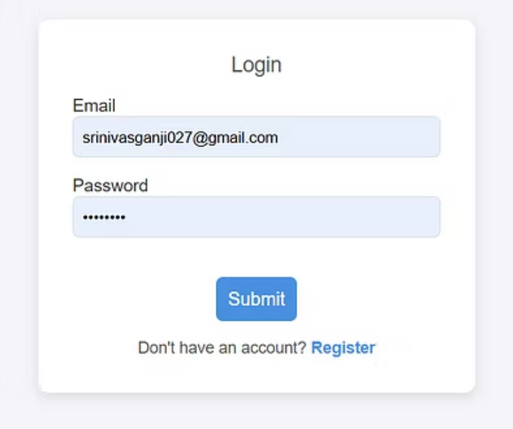 Login
Email
srinivasganji027@gmail.com
Password
••••••••
Submit
Don't have an account? Register